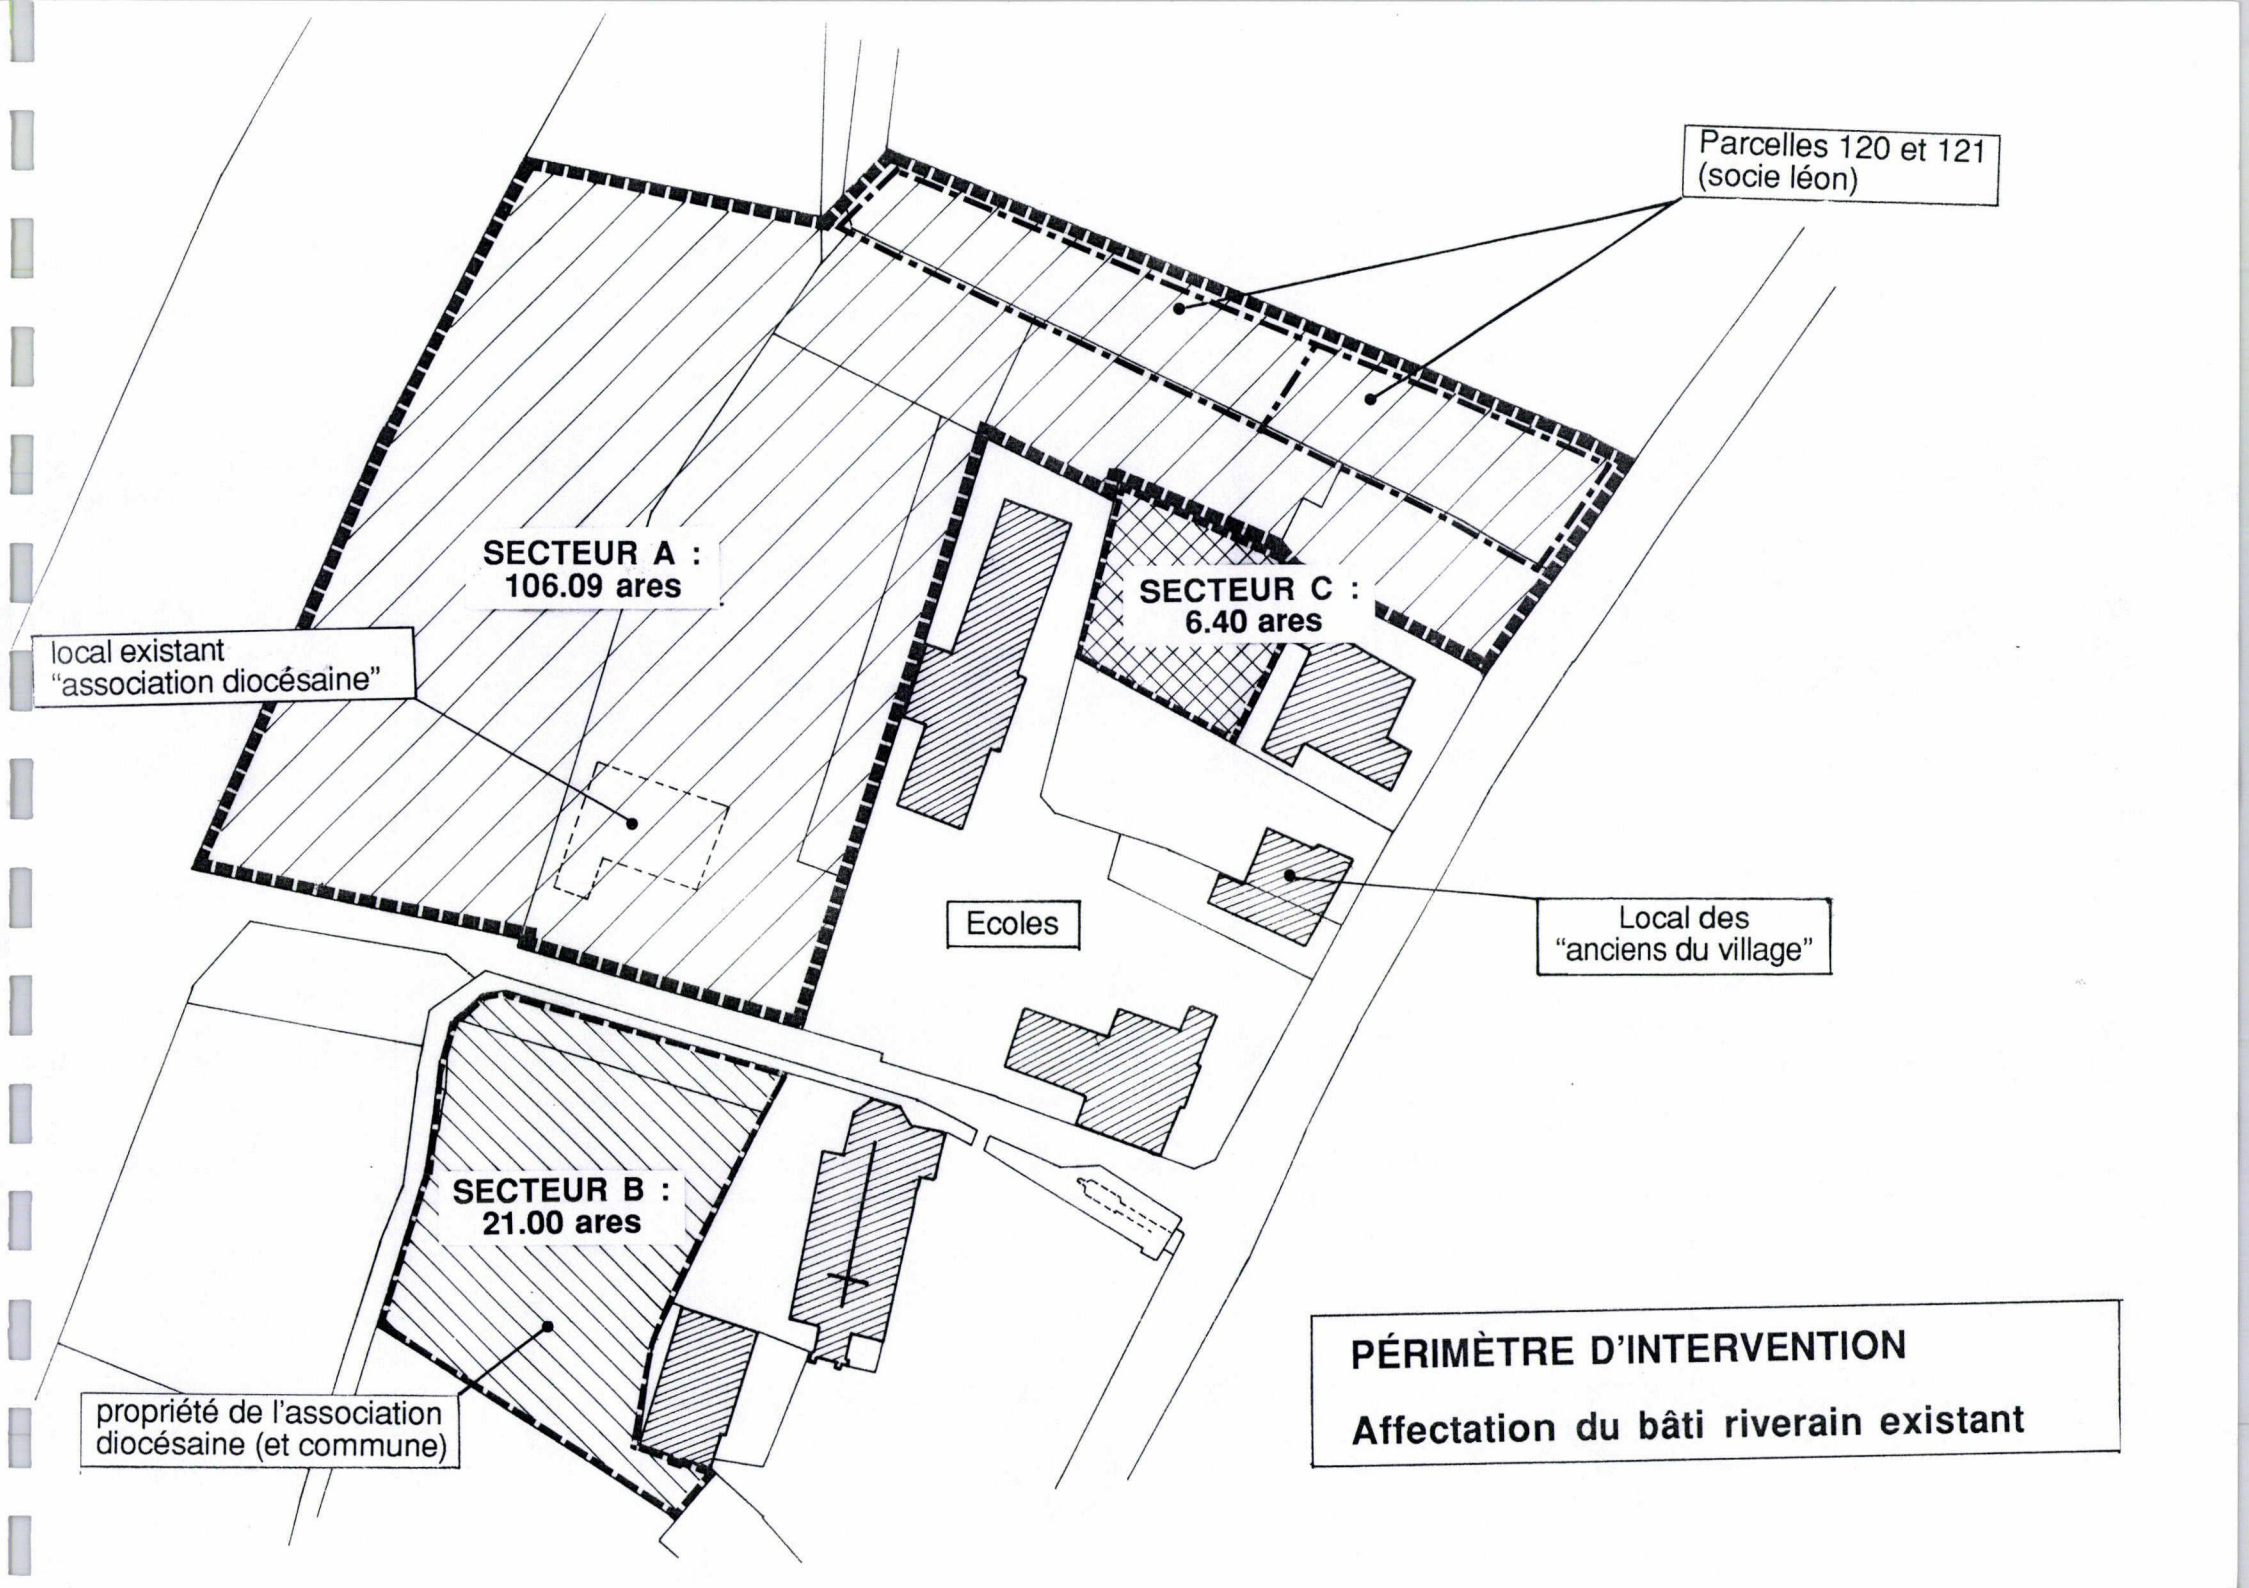 Parcelles 120 et 121
(socie léon)
SECTEUR A :
106.09 ares
SECTEUR C :
6.40 ares
local existant
“association diocésaine”
Ecoles
Local des
“anciens du village”
SECTEUR B :
21.00 ares
propriété de l'association
diocésaine (et commune)
PÉRIMÈTRE D'INTERVENTION
Affectation du bâti riverain existant